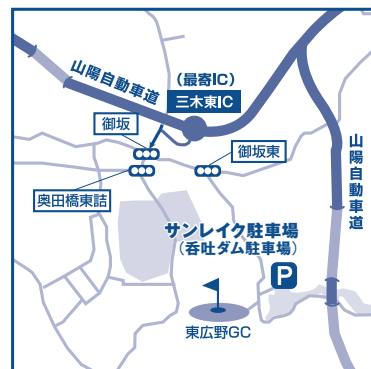 山陽自動車道
(最寄IC)
三木東IC
御坂
御坂東
奥田橋東詰
山陽自動車道
サンレイク駐車場
(呑吐ダム駐車場)
P
東広野GC